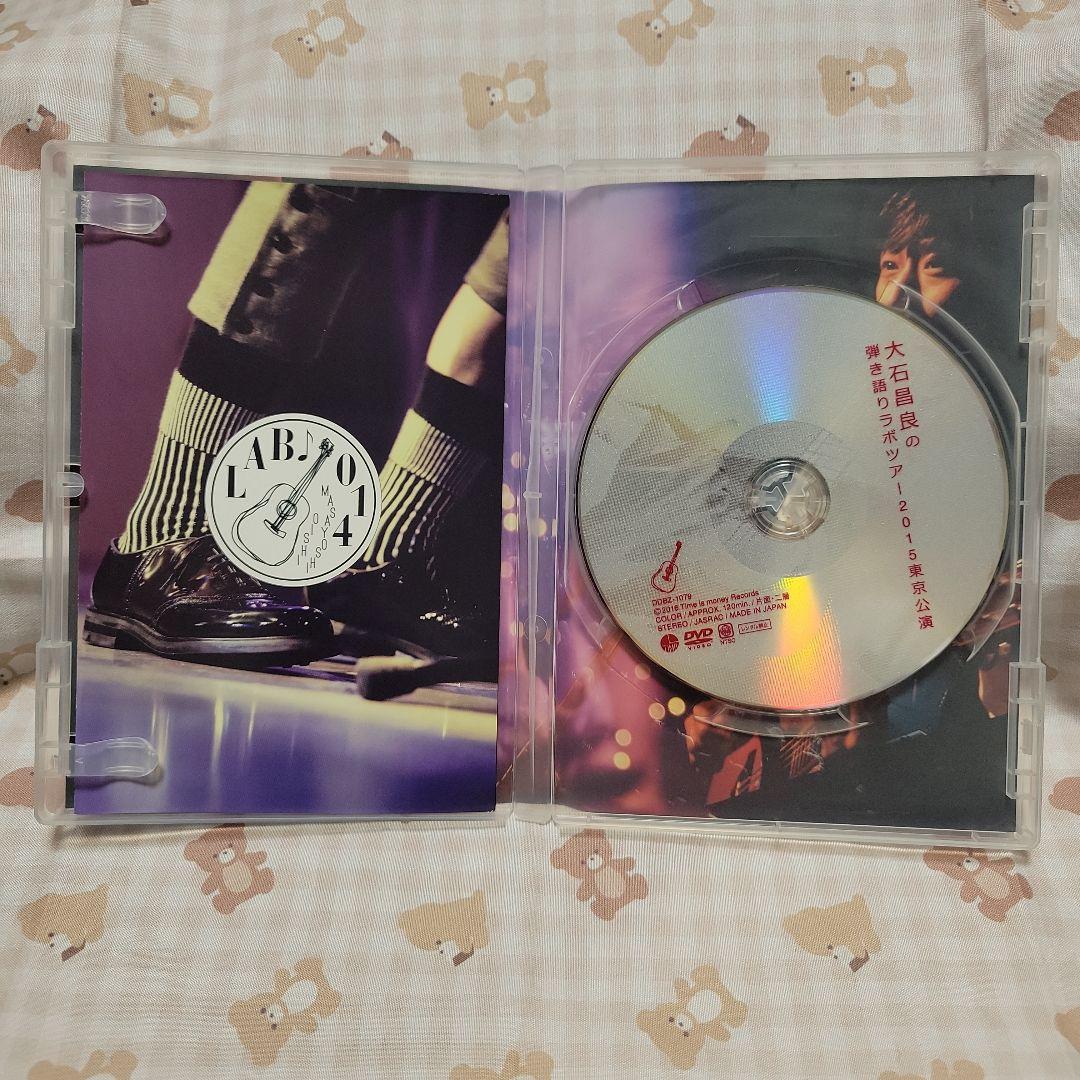 LAB♪014
MASAYOSHI
OISHI
大石昌良の
弾き語りラボツアー2015東京公演
DDBZ-1079
©2016 Time is money Records
COLOR / APPROX. 120min. / 片面・二層
STEREO / JASRAC / MADE IN JAPAN
DVD
VIDEO
NTSC
レンタル禁止